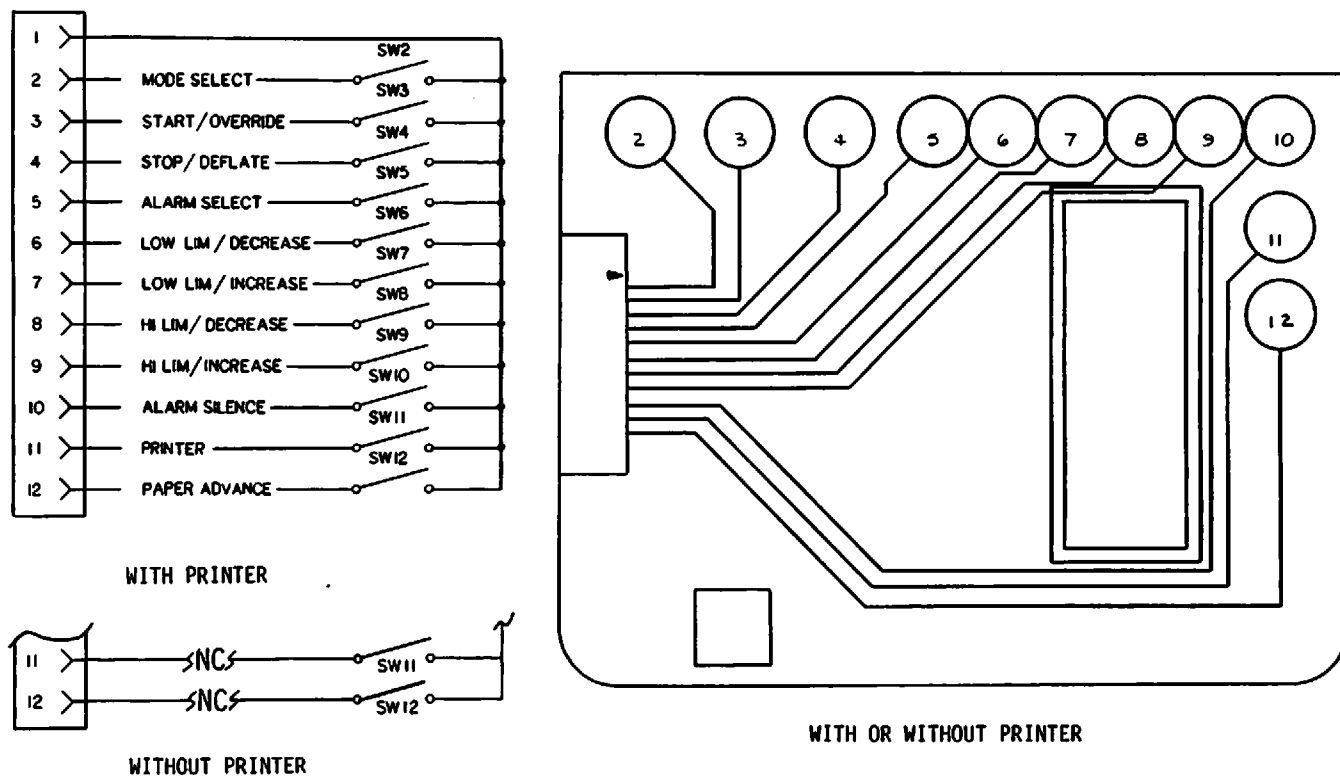 1
SW2
2 MODE SELECT
SW3
3 START/OVERRIDE
SW4
4 STOP/DEFLATE
SW5
5 ALARM SELECT
SW6
6 LOW LIM/DECREASE
SW7
7 LOW LIM/INCREASE
SW8
8 HI LIM/DECREASE
SW9
9 HI LIM/INCREASE
SW10
10 ALARM SILENCE
SW11
11 PRINTER
SW12
12 PAPER ADVANCE
WITH PRINTER
11 NC SW11
12 NC SW12
WITHOUT PRINTER
2 3 4 5 6 7 8 9 10
11
12
WITH OR WITHOUT PRINTER